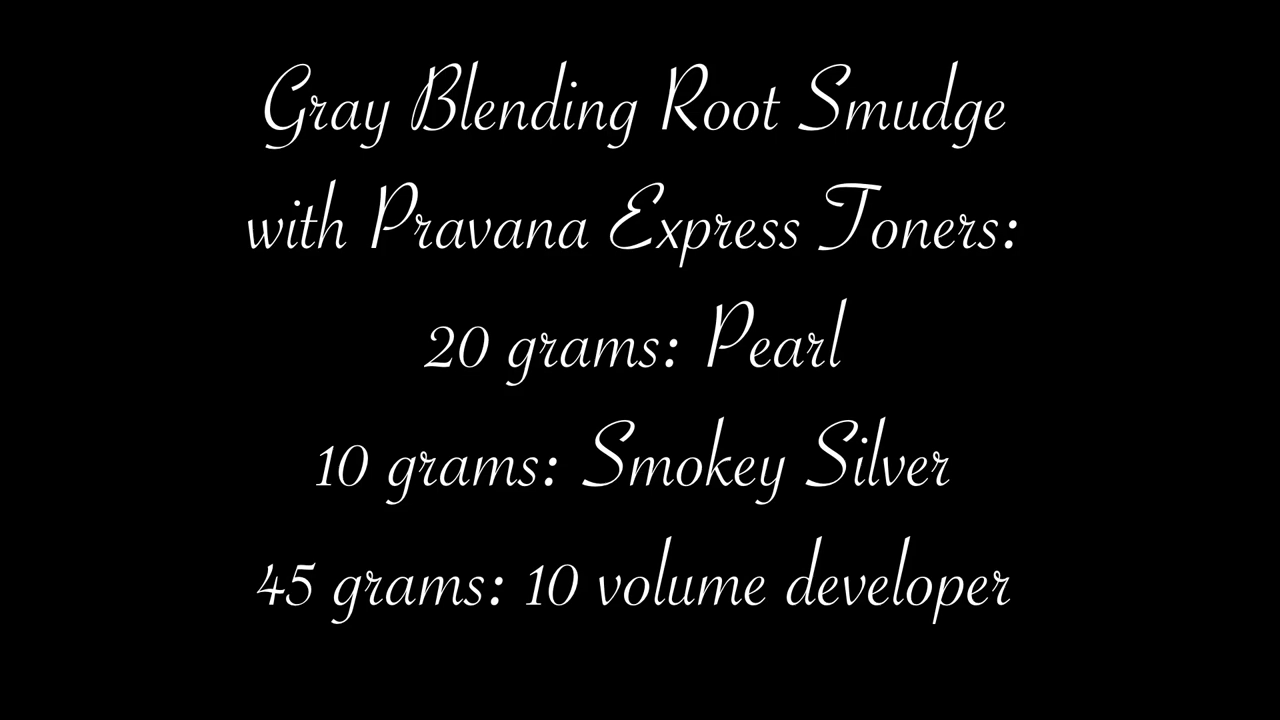 Gray Blending Root Smudge
with Pravana Express Toners:
20 grams: Pearl
10 grams: Smokey Silver
45 grams: 10 volume developer